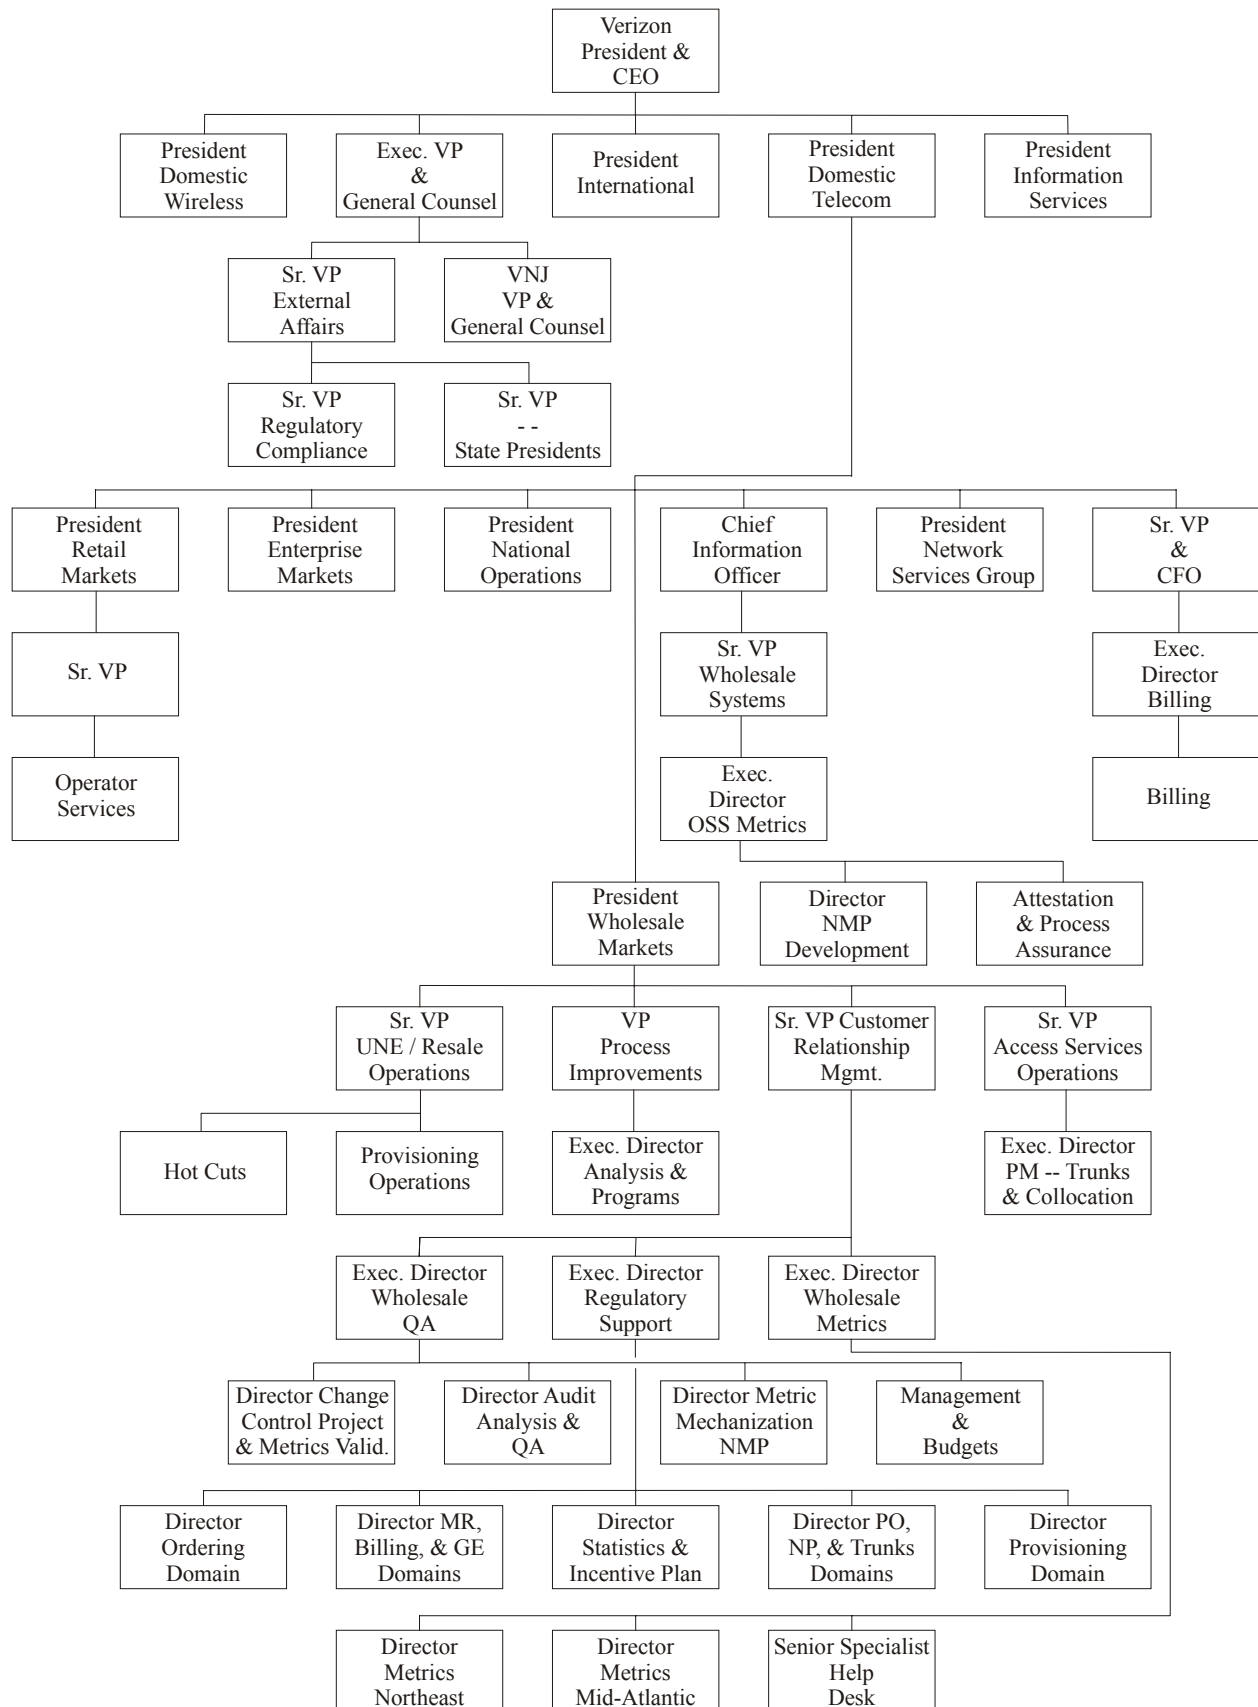 Verizon
President &
CEO
President
Domestic
Wireless
Exec. VP
&
General Counsel
President
International
President
Domestic
Telecom
President
Information
Services
Sr. VP
External
Affairs
VNJ
VP &
General Counsel
Sr. VP
Regulatory
Compliance
Sr. VP
- -
State Presidents
President
Retail
Markets
President
Enterprise
Markets
President
National
Operations
Chief
Information
Officer
President
Network
Services Group
Sr. VP
&
CFO
Sr. VP
Sr. VP
Wholesale
Systems
Exec.
Director
Billing
Operator
Services
Exec.
Director
OSS Metrics
Billing
President
Wholesale
Markets
Director
NMP
Development
Attestation
& Process
Assurance
Sr. VP
UNE / Resale
Operations
VP
Process
Improvements
Sr. VP Customer
Relationship
Mgmt.
Sr. VP
Access Services
Operations
Hot Cuts
Provisioning
Operations
Exec. Director
Analysis &
Programs
Exec. Director
PM -- Trunks
& Collocation
Exec. Director
Wholesale
QA
Exec. Director
Regulatory
Support
Exec. Director
Wholesale
Metrics
Director Change
Control Project
& Metrics Valid.
Director Audit
Analysis &
QA
Director Metric
Mechanization
NMP
Management
&
Budgets
Director
Ordering
Domain
Director MR,
Billing, & GE
Domains
Director
Statistics &
Incentive Plan
Director PO,
NP, & Trunks
Domains
Director
Provisioning
Domain
Director
Metrics
Northeast
Director
Metrics
Mid-Atlantic
Senior Specialist
Help
Desk